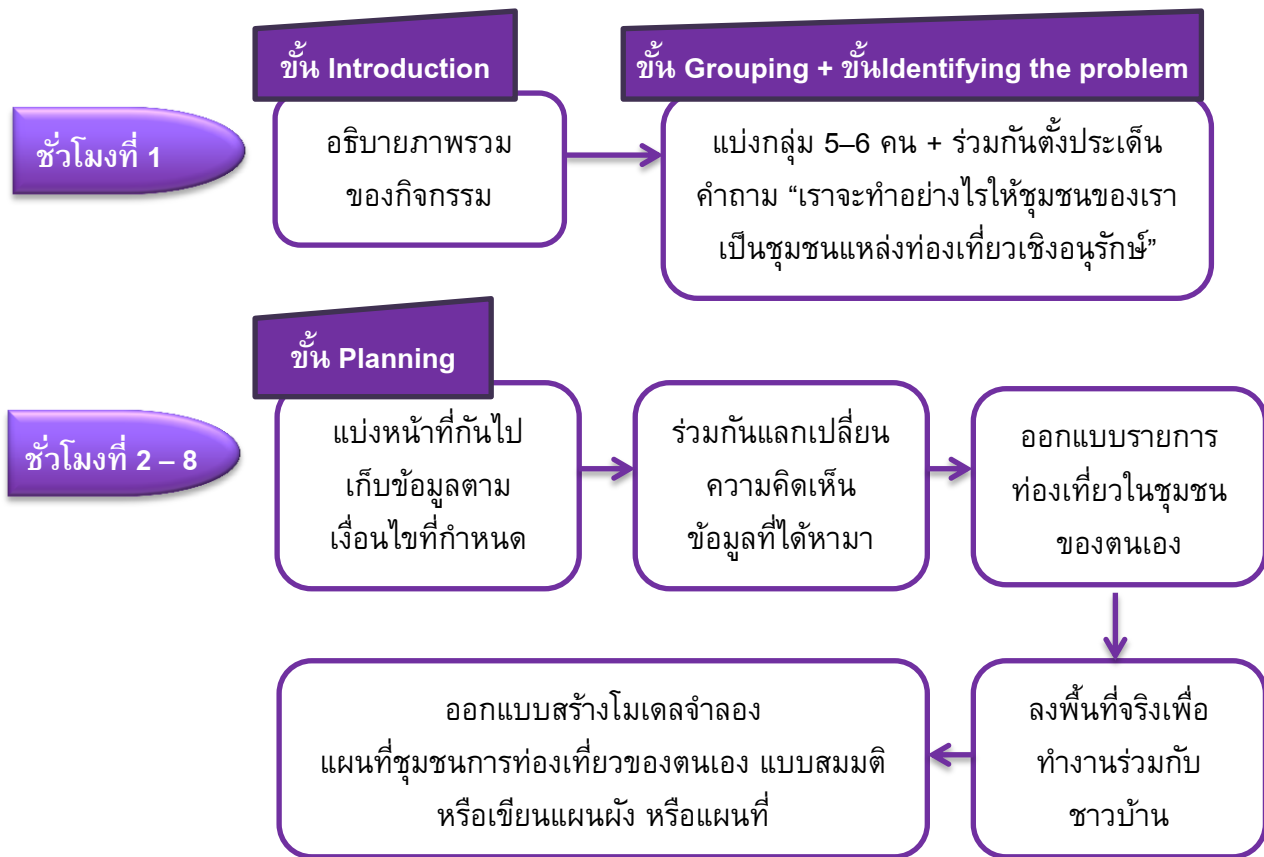 ขั้น Introduction
ขั้น Grouping + ขั้นIdentifying the problem
ชั่วโมงที่ 1
อธิบายภาพรวม
ของกิจกรรม
แบ่งกลุ่ม 5–6 คน + ร่วมกันตั้งประเด็น
คำถาม “เราจะทำอย่างไรให้ชุมชนของเรา
เป็นชุมชนแหล่งท่องเที่ยวเชิงอนุรักษ์”
ขั้น Planning
ชั่วโมงที่ 2 – 8
แบ่งหน้าที่กันไป
เก็บข้อมูลตาม
เงื่อนไขที่กำหนด
ร่วมกันแลกเปลี่ยน
ความคิดเห็น
ข้อมูลที่ได้หามา
ออกแบบรายการ
ท่องเที่ยวในชุมชน
ของตนเอง
ลงพื้นที่จริงเพื่อ
ทำงานร่วมกับ
ชาวบ้าน
ออกแบบสร้างโมเดลจำลอง
แผนที่ชุมชนการท่องเที่ยวของตนเอง แบบสมมติ
หรือเขียนแผนผัง หรือแผนที่